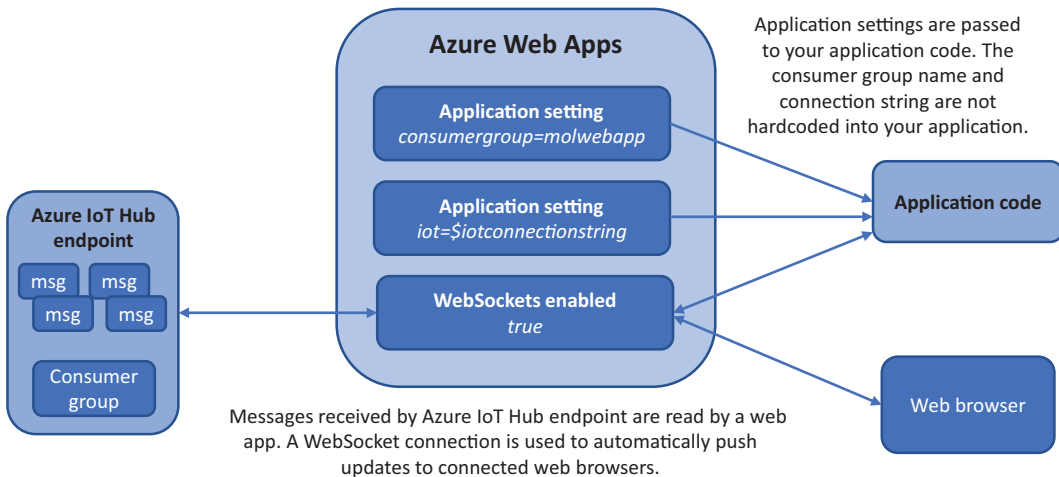 Azure Web Apps
Application setting
consumergroup=molwebapp
Application setting
iot=$iotconnectionstring
WebSockets enabled
true
Application settings are passed
to your application code. The
consumer group name and
connection string are not
hardcoded into your application.
Application code
Azure IoT Hub
endpoint
msg
msg
msg
msg
Consumer
group
Web browser
Messages received by Azure IoT Hub endpoint are read by a web
app. A WebSocket connection is used to automatically push
updates to connected web browsers.